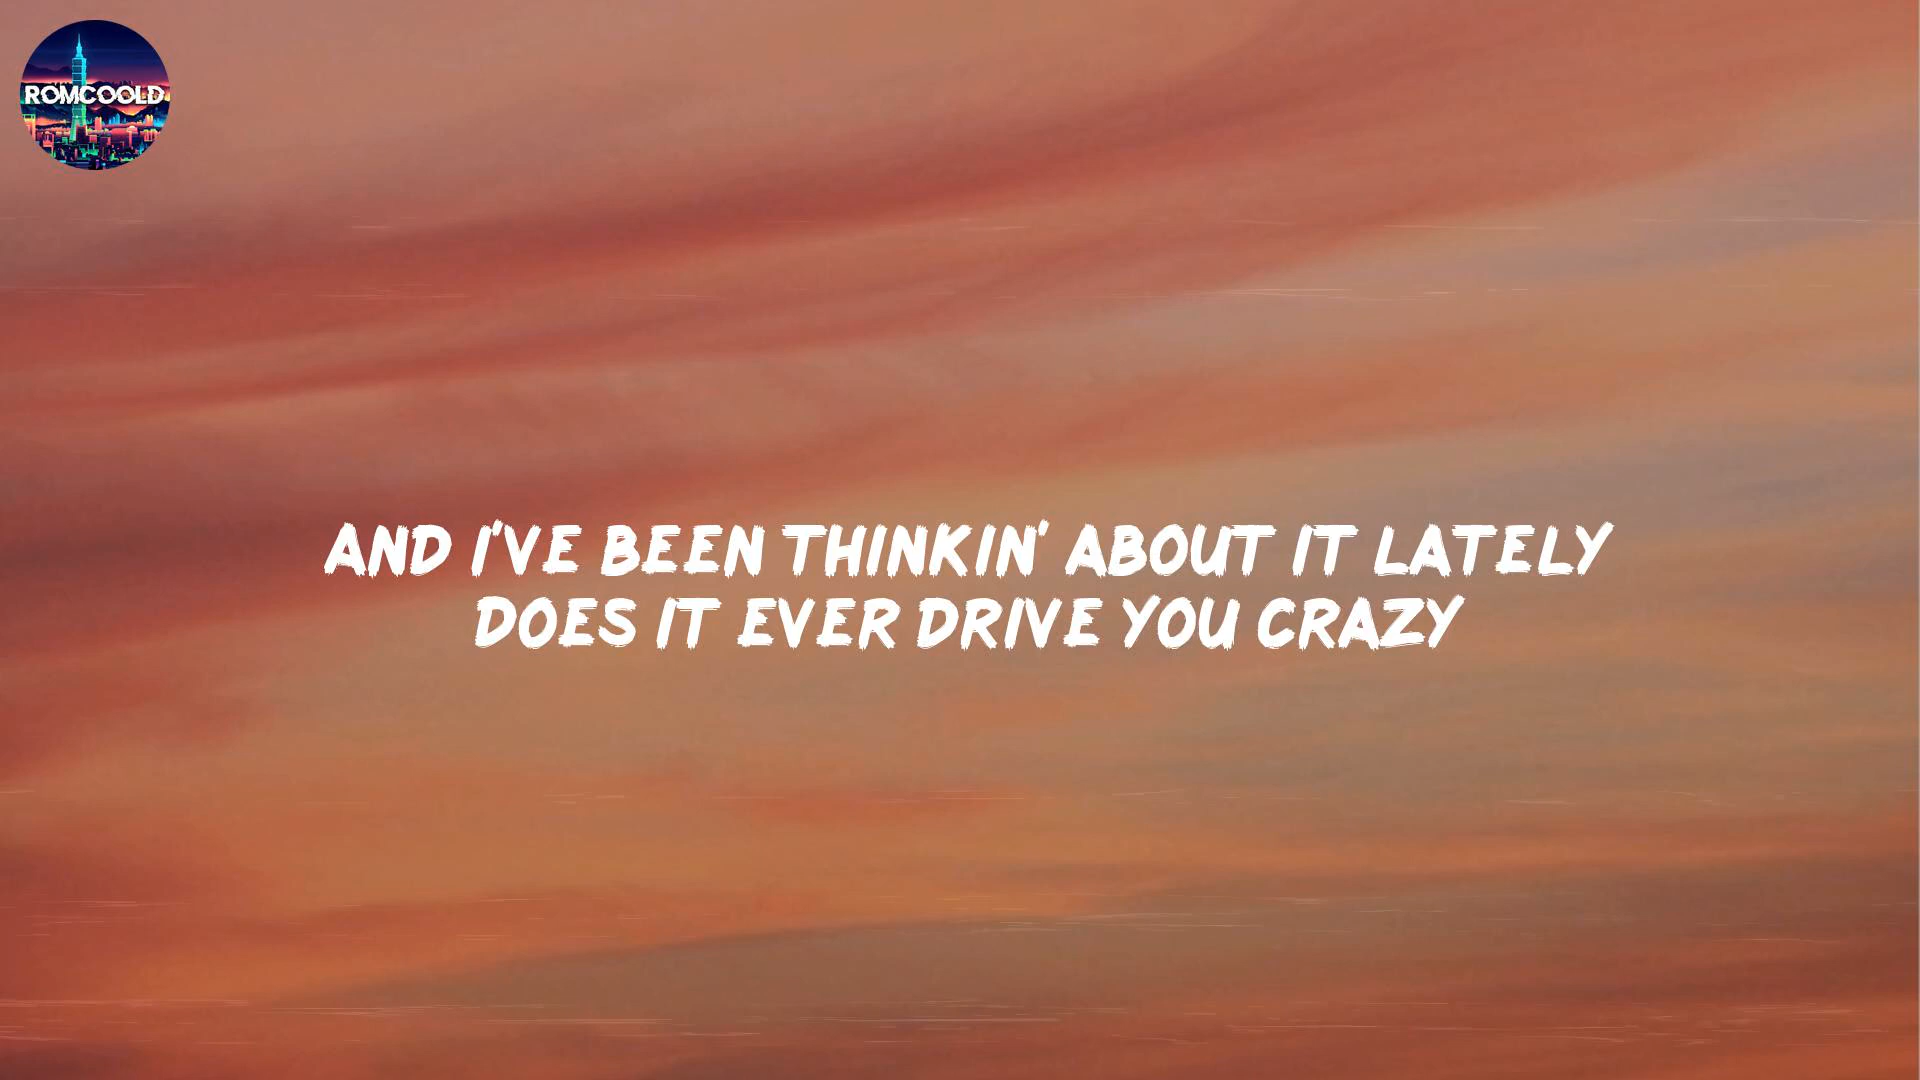 ROMCOOLD
AND I'VE BEEN THINKIN' ABOUT IT LATELY
DOES IT EVER DRIVE YOU CRAZY